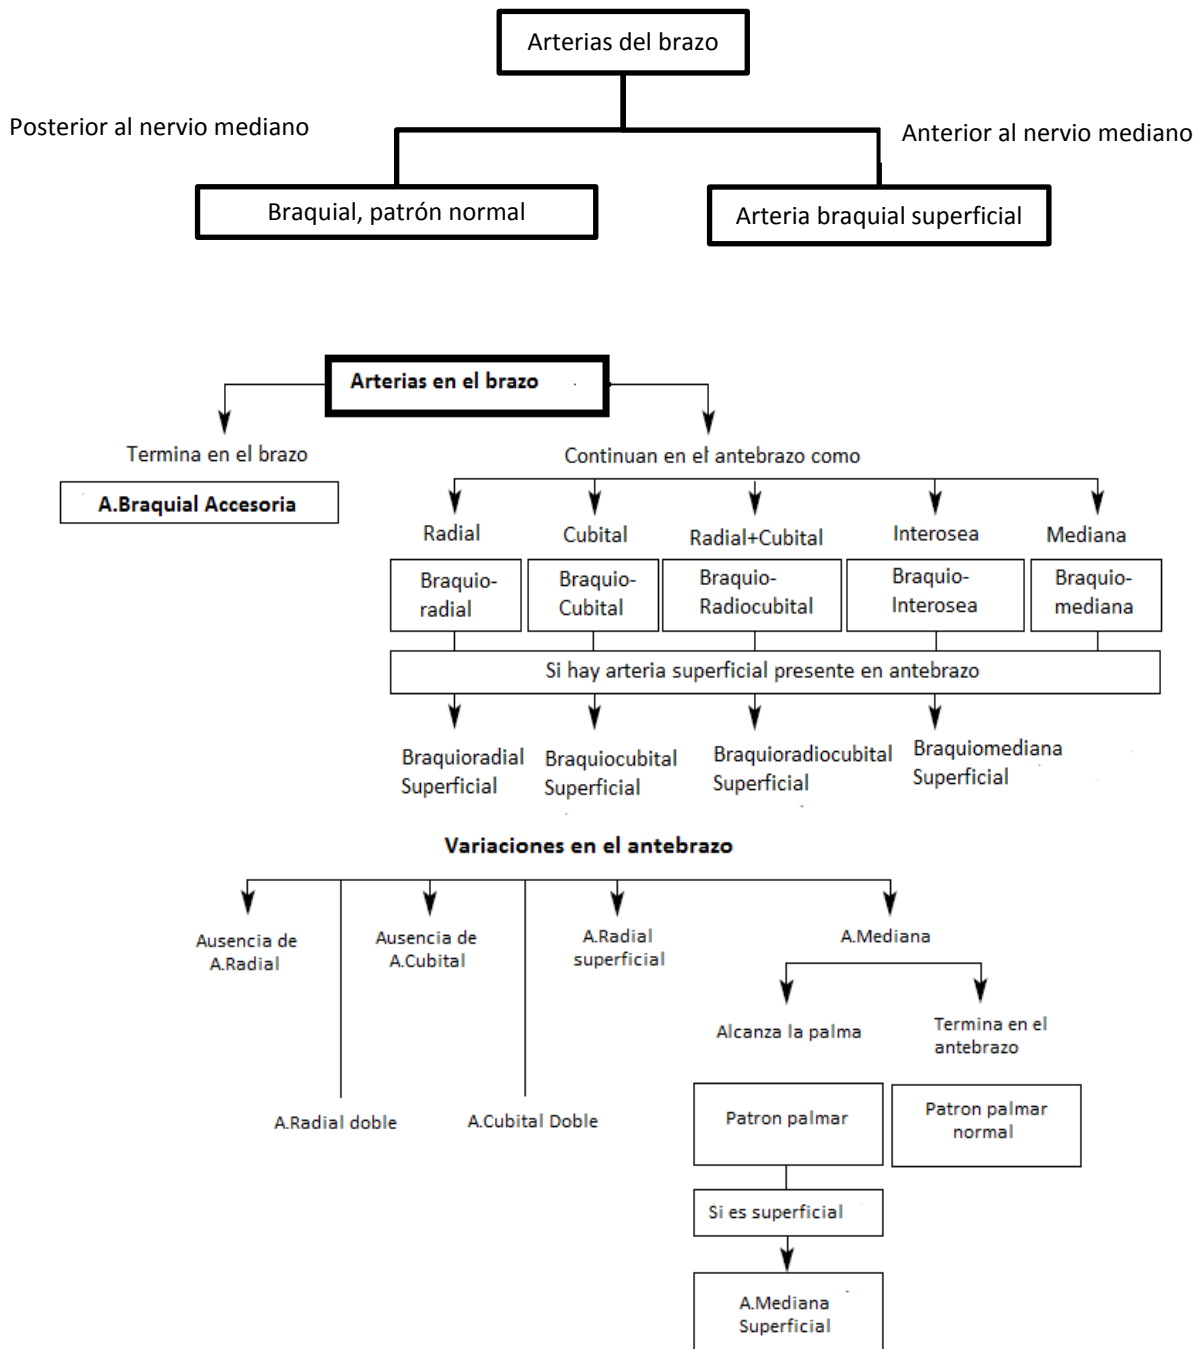 Arterias del brazo
Posterior al nervio mediano
Anterior al nervio mediano
Braquial, patrón normal
Arteria braquial superficial
Arterias en el brazo
Termina en el brazo
Continuan en el antebrazo como
A.Braquial Accesoria
Radial
Cubital
Radial+Cubital
Interosea
Mediana
Braquio-
radial
Braquio-
Cubital
Braquio-
Radiocubital
Braquio-
Interosea
Braquio-
mediana
Si hay arteria superficial presente en antebrazo
Braquioradial
Superficial
Braquiocubital
Superficial
Braquioradiocubital
Superficial
Braquiomediana
Superficial
Variaciones en el antebrazo
Ausencia de
A.Radial
Ausencia de
A.Cubital
A.Radial
superficial
A.Mediana
Alcanza la palma
Termina en el
antebrazo
A.Radial doble
A.Cubital Doble
Patron palmar
Patron palmar
normal
Si es superficial
A.Mediana
Superficial